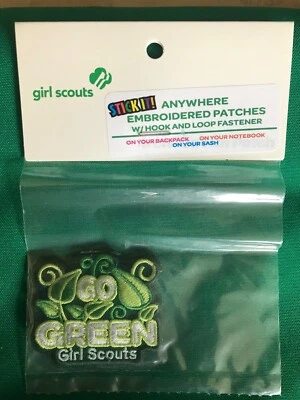 girl scouts
STICK IT! ANYWHERE
EMBROIDERED PATCHES
W/ HOOK AND LOOP FASTENER
ON YOUR BACKPACK ON YOUR NOTEBOOK
ON YOUR SASH
GO
GREEN
Girl Scouts